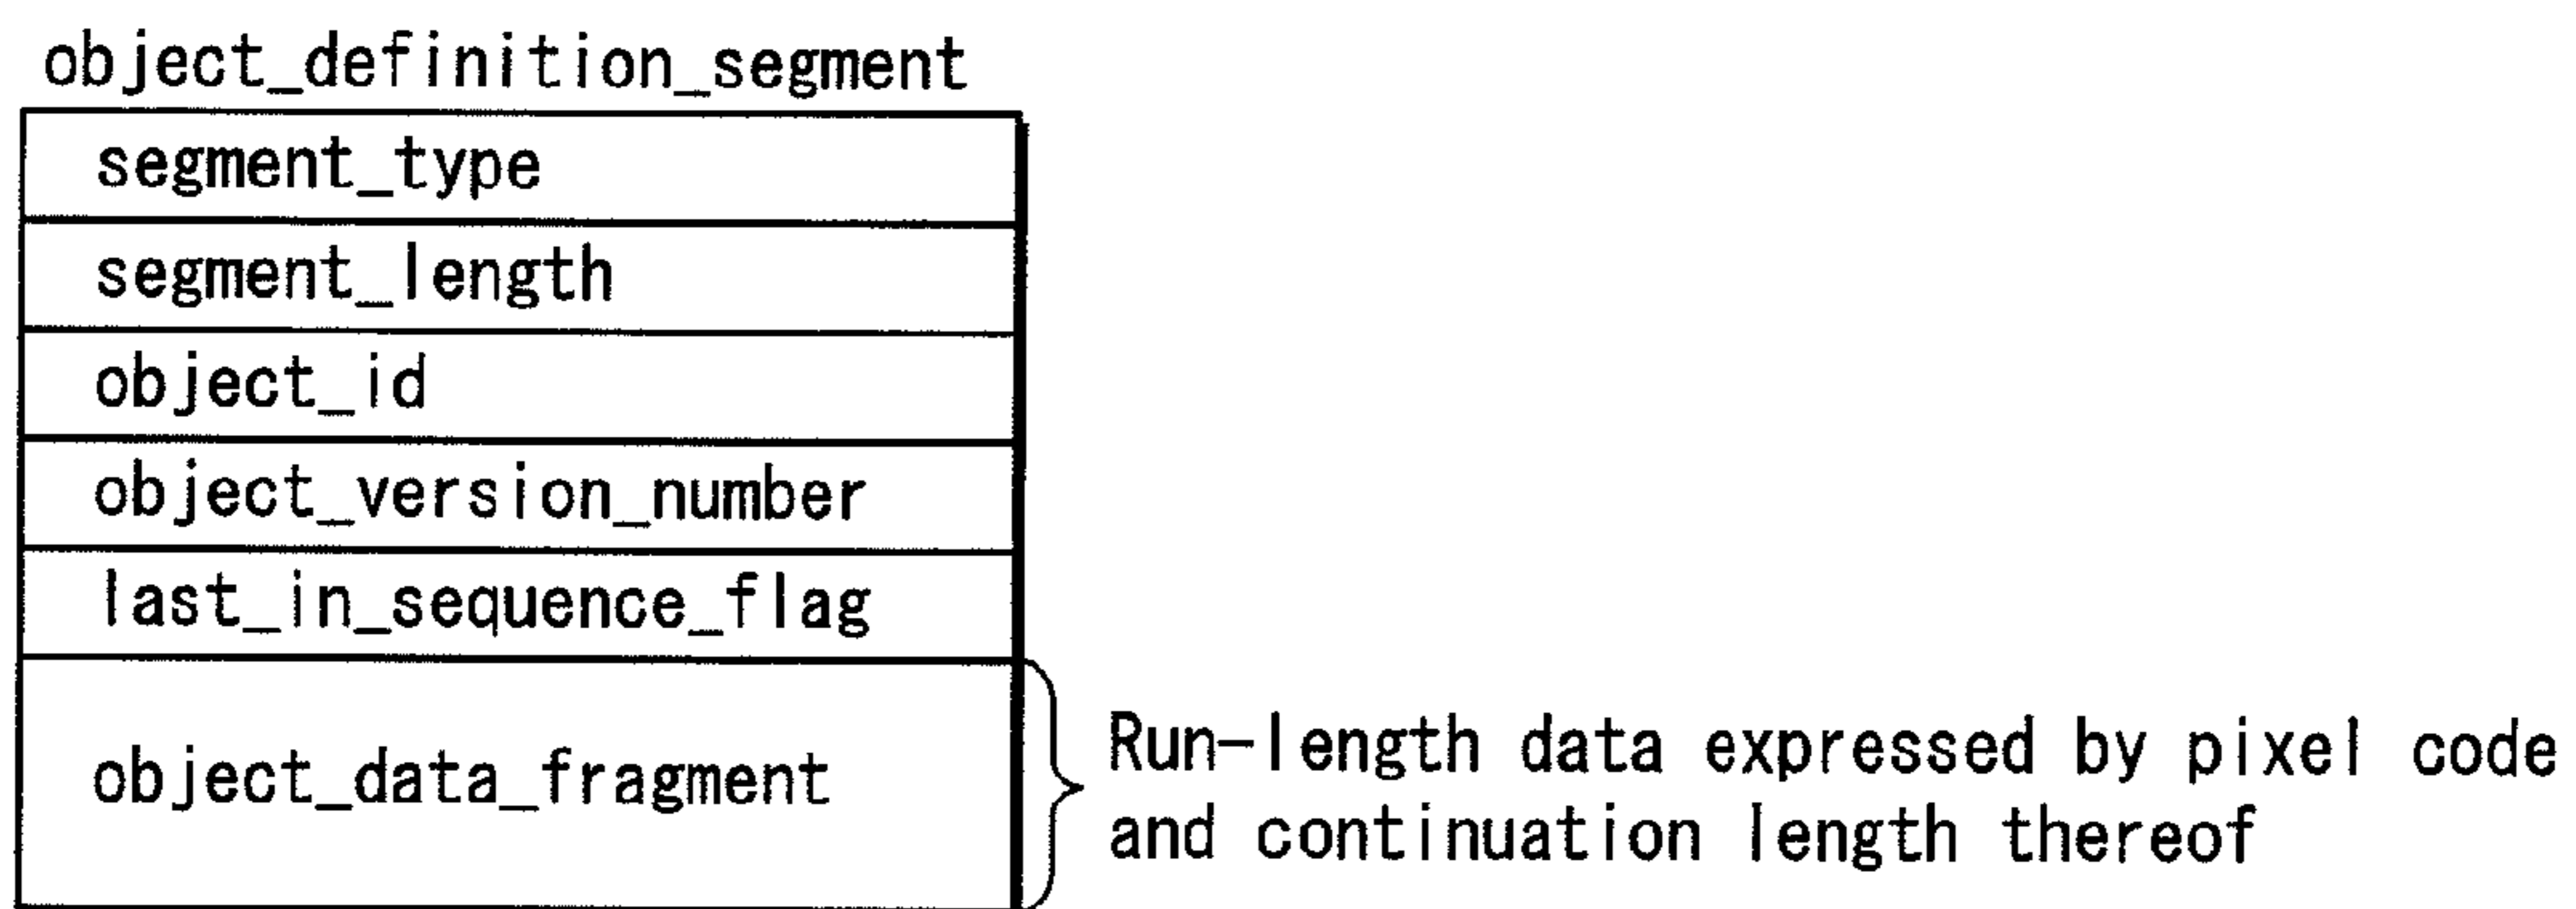 object_definition_segment
segment_type
segment_length
object_id
object_version_number
last_in_sequence_flag
object_data_fragment
Run-length data expressed by pixel code
and continuation length thereof